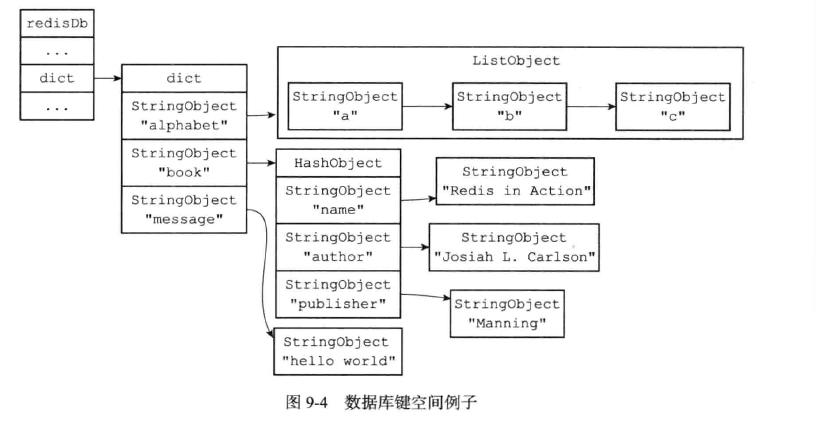 redisDb
...
dict
...
dict
StringObject
"alphabet"
StringObject
"book"
StringObject
"message"
ListObject
StringObject
"a"
StringObject
"b"
StringObject
"c"
HashObject
StringObject
"name"
StringObject
"author"
StringObject
"publisher"
StringObject
"Redis in Action"
StringObject
"Josiah L. Carlson"
StringObject
"Manning"
StringObject
"hello world"
图 9-4 数据库键空间例子